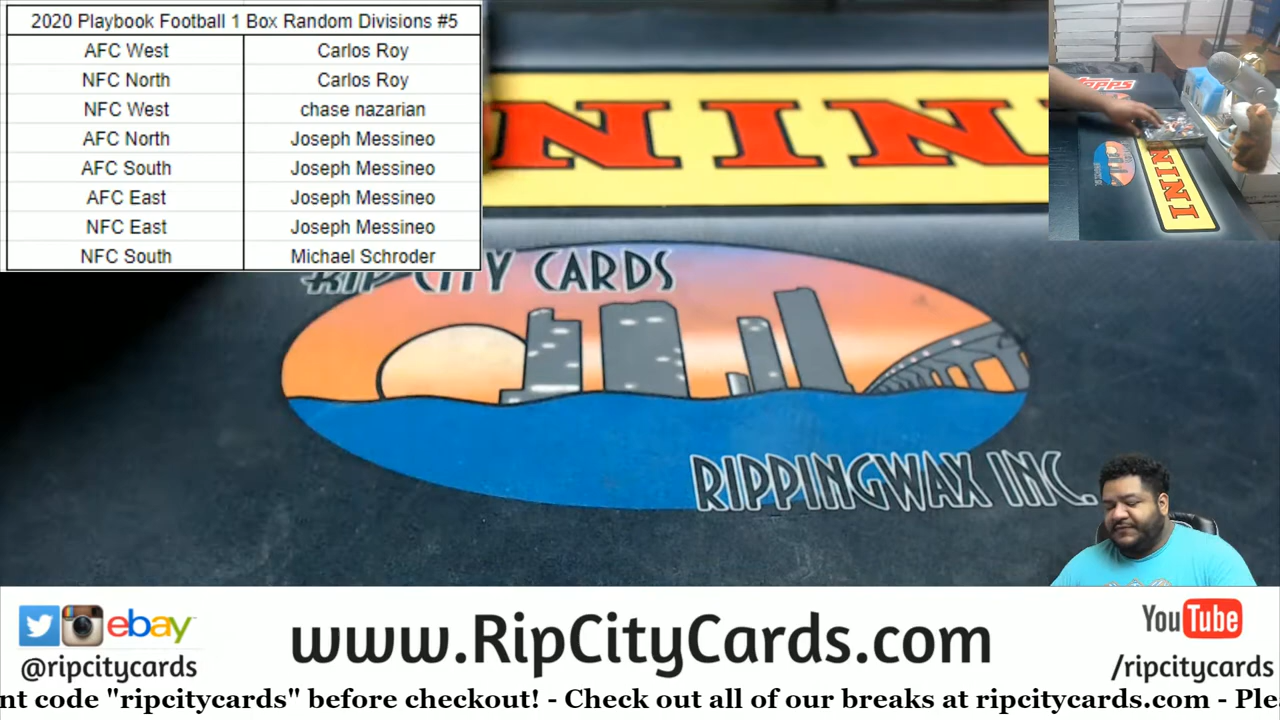 2020 Playbook Football 1 Box Random Divisions #5
AFC West Carlos Roy
NFC North Carlos Roy
NFC West chase nazarian
AFC North Joseph Messineo
AFC South Joseph Messineo
AFC East Joseph Messineo
NFC East Joseph Messineo
NFC South Michael Schroder
NIN
TOPPS
NINI
RIP CITY CARDS
RIPPINGWAX INC.
ebay
@ripcitycards
www.RipCityCards.com
YouTube
/ripcitycards
nt code "ripcitycards" before checkout! - Check out all of our breaks at ripcitycards.com - Ple